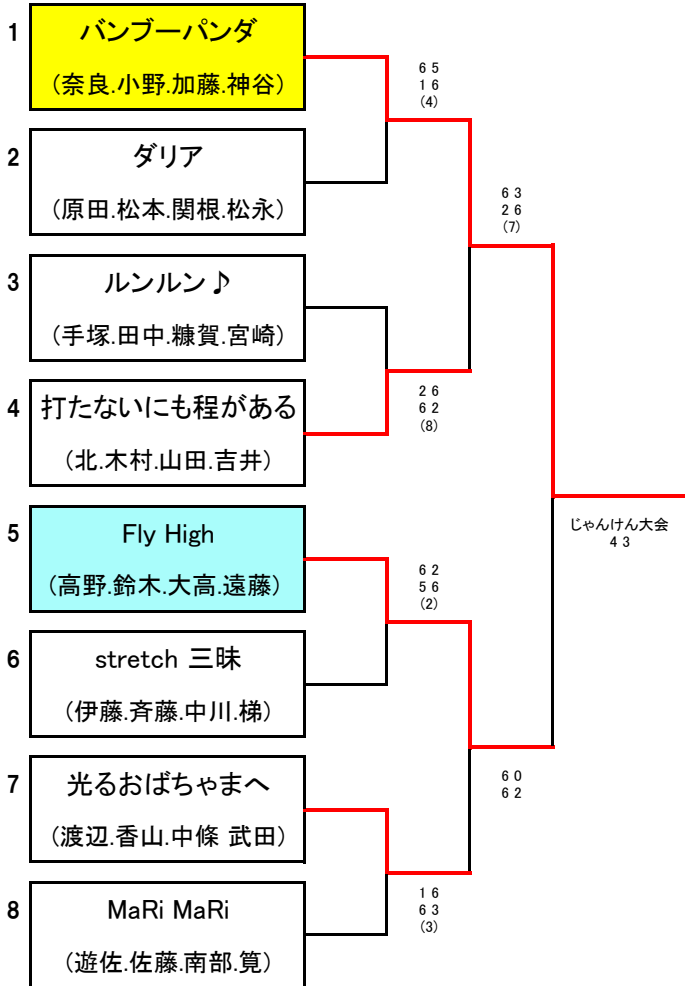 1
バンブーパンダ
(奈良.小野.加藤.神谷)
2
ダリア
(原田.松本.関根.松永)
3
ルンルン♪
(手塚.田中.糠賀.宮崎)
4
打たないにも程がある
(北.木村.山田.吉井)
5
Fly High
(高野.鈴木.大高.遠藤)
6
stretch 三昧
(伊藤.斉藤.中川.梯)
7
光るおばちゃまへ
(渡辺.香山.中條 武田)
8
MaRi MaRi
(遊佐.佐藤.南部.筧)
6 5
1 6
(4)
2 6
6 2
(8)
6 2
5 6
(2)
1 6
6 3
(3)
6 3
2 6
(7)
6 0
6 2
じゃんけん大会
4 3